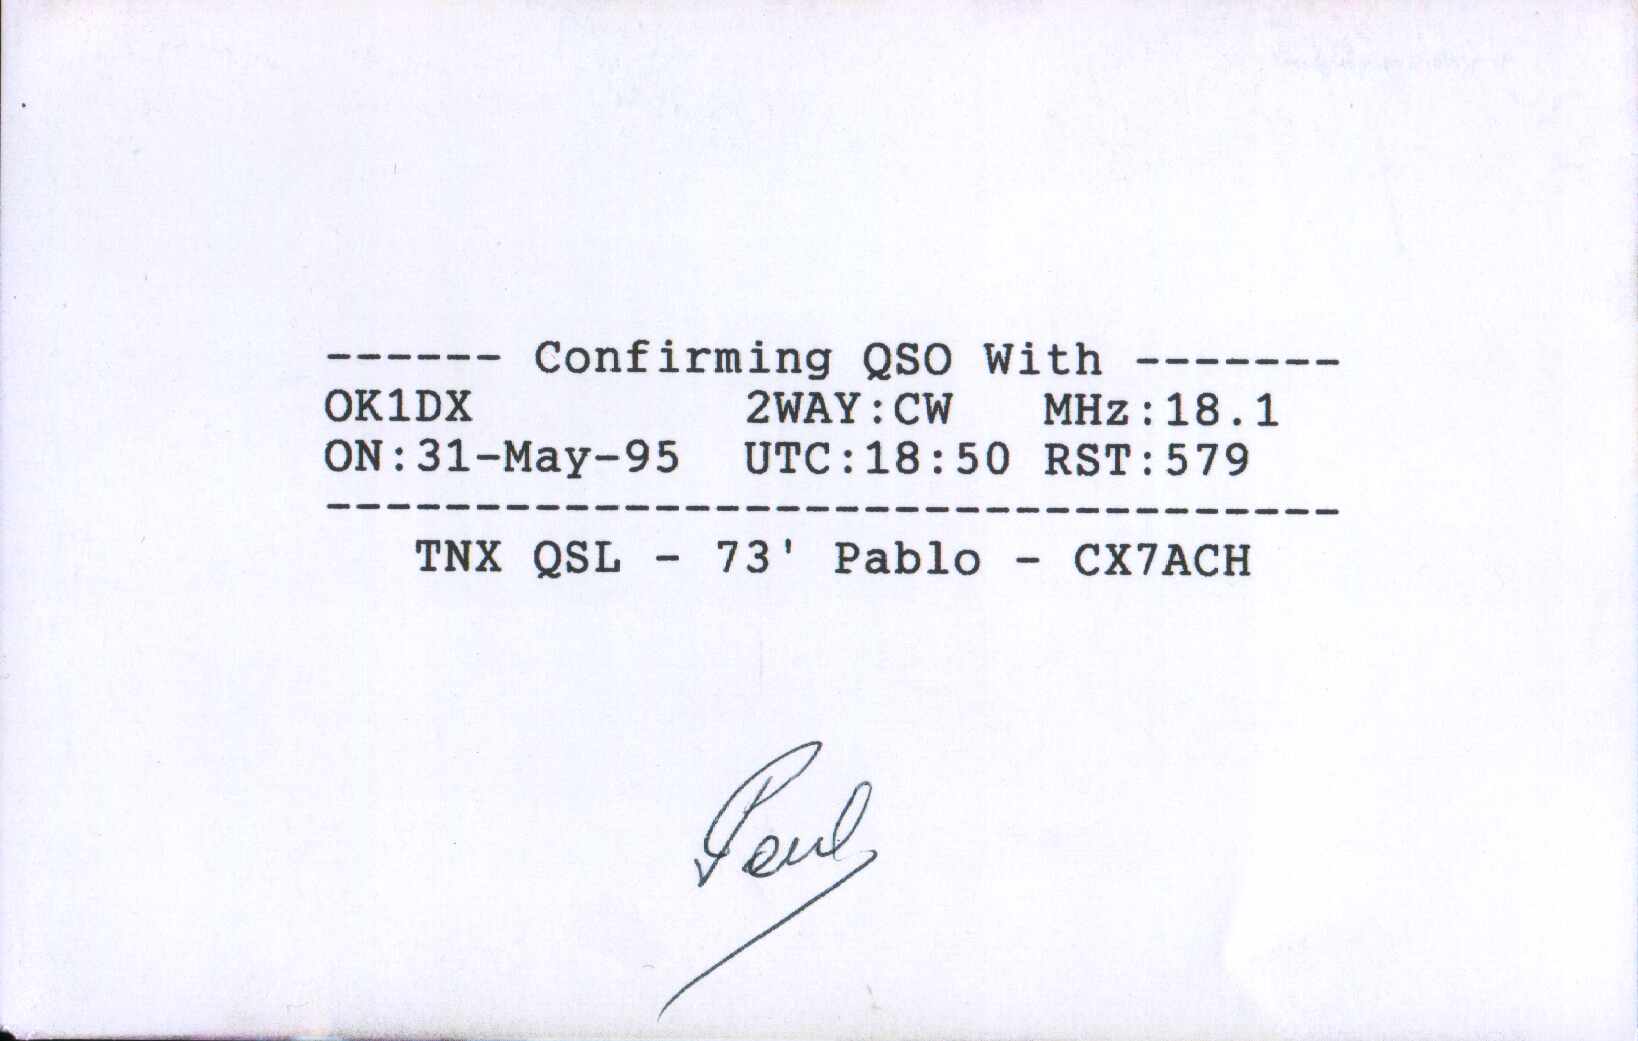 ------ Confirming QSO With -------
OK1DX 2WAY:CW MHz:18.1
ON:31-May-95 UTC:18:50 RST:579
----------------------------------
TNX QSL - 73' Pablo - CX7ACH
Paul